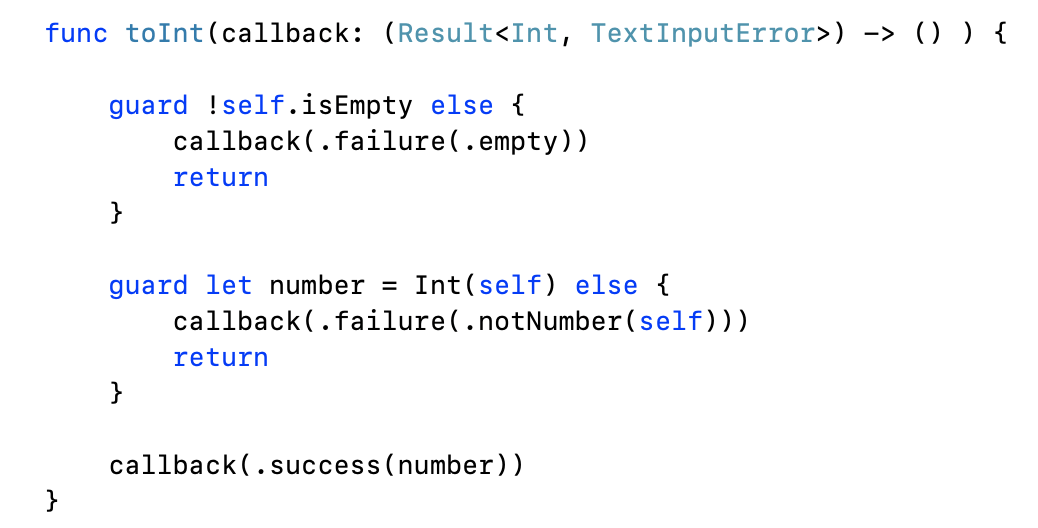 func toInt(callback: (Result<Int, TextInputError>) -> () ) {
guard !self.isEmpty else {
callback(.failure(.empty))
return
}
guard let number = Int(self) else {
callback(.failure(.notNumber(self)))
return
}
callback(.success(number))
}